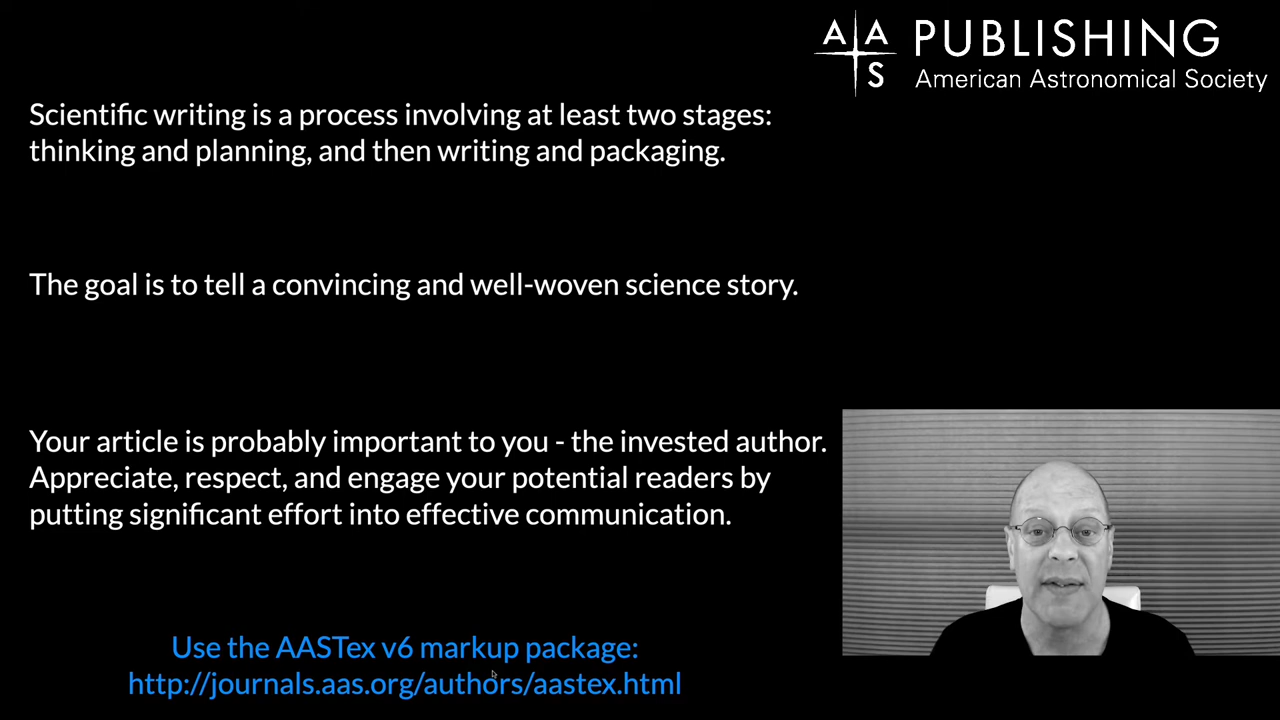 A A S PUBLISHING
American Astronomical Society
Scientific writing is a process involving at least two stages:
thinking and planning, and then writing and packaging.
The goal is to tell a convincing and well-woven science story.
Your article is probably important to you - the invested author.
Appreciate, respect, and engage your potential readers by
putting significant effort into effective communication.
Use the AASTex v6 markup package:
http://journals.aas.org/authors/aastex.html